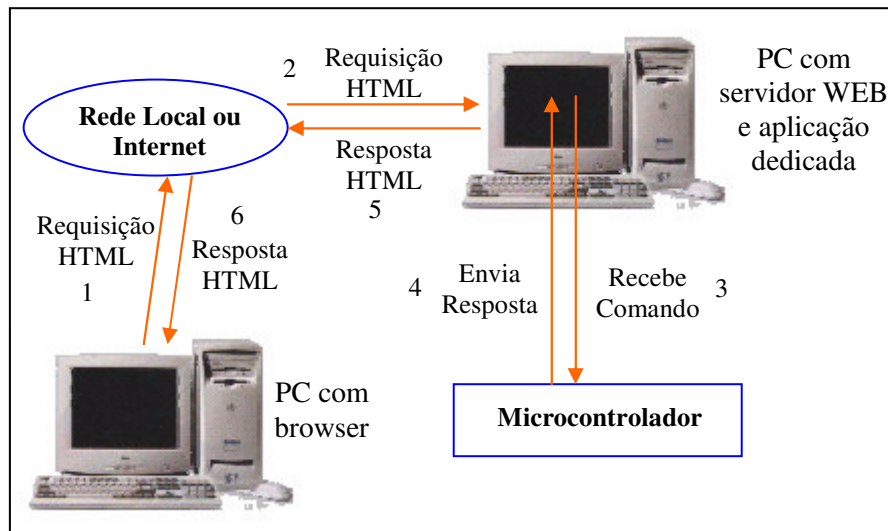 2
Requisição
HTML
PC com
servidor WEB
e aplicação
dedicada
Rede Local ou
Internet
Resposta
HTML
5
Requisição
HTML
1
6
Resposta
HTML
4
Envia
Resposta
Recebe
Comando
3
PC com
browser
Microcontrolador